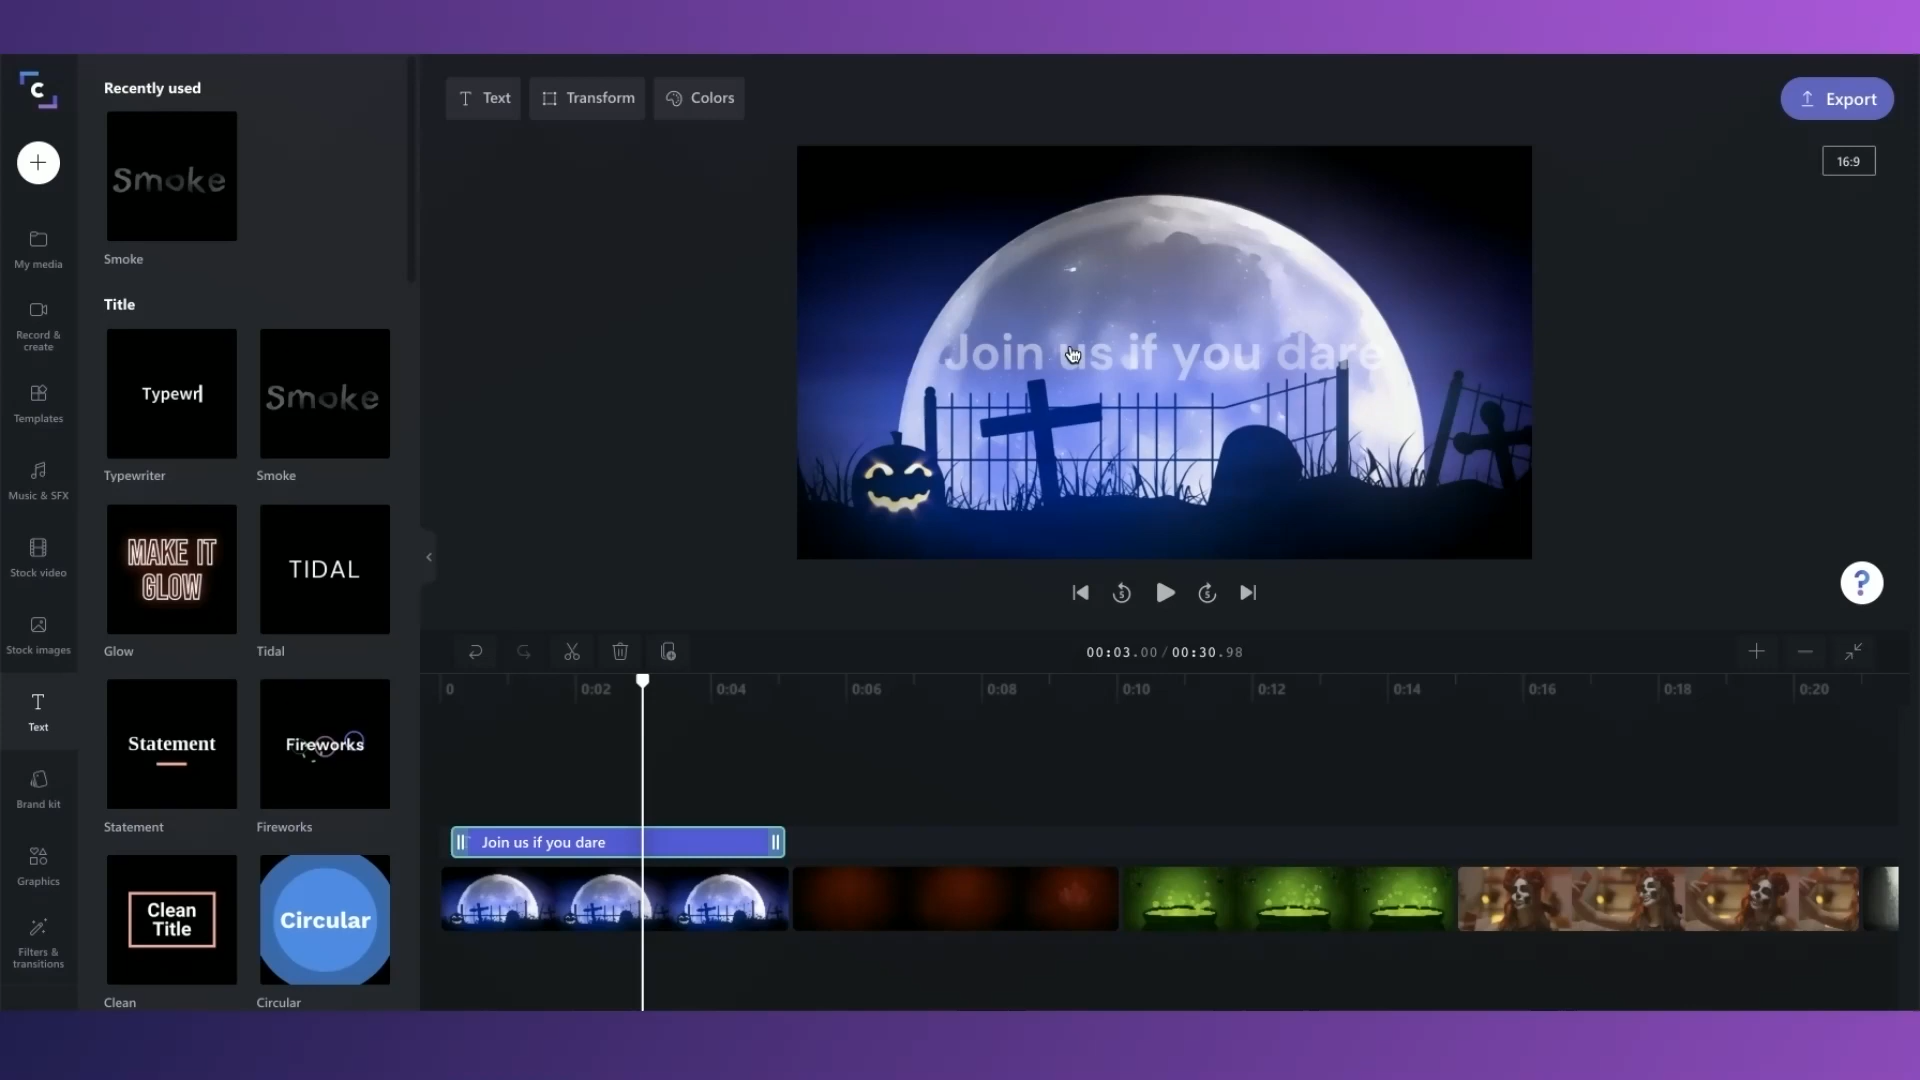 C
Recently used
Smoke
Smoke
Title
Typewr
Smoke
Typewriter
Smoke
MAKE IT
GLOW
TIDAL
Glow
Tidal
Statement
Fireworks
Statement
Fireworks
Clean
Title
Circular
Clean
Circular
My media
Record &
create
Templates
Music & SFX
Stock video
Stock images
Text
Brand kit
Graphics
Filters &
transitions
Text
Transform
Colors
Export
16:9
Join us if you dare
5
5
?
00:03.00 / 00:30.98
0
0:02
0:04
0:06
0:08
0:10
0:12
0:14
0:16
0:18
0:20
Join us if you dare